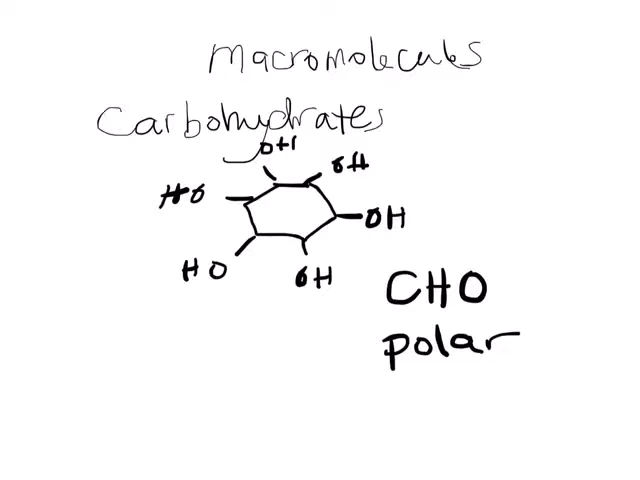 Macromolecules
Carbohydrates
OH
OH
HO
OH
HO
OH
CHO
polar